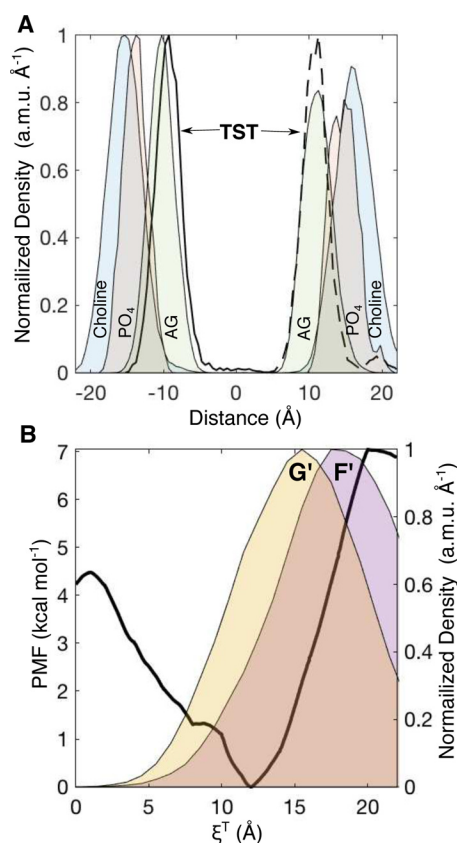 A
Normailized Density (a.m.u. Å⁻¹)
1
0.8
0.6
0.4
0.2
0
TST
Choline
PO₄
AG
AG
PO₄
Choline
-20
-10
0
10
20
Distance (Å)
B
PMF (kcal mol⁻¹)
7
6
5
4
3
2
1
0
G'
F'
1
0.8
0.6
0.4
0.2
0
Normailized Density (a.m.u. Å⁻¹)
0
5
10
15
20
ξᵀ (Å)